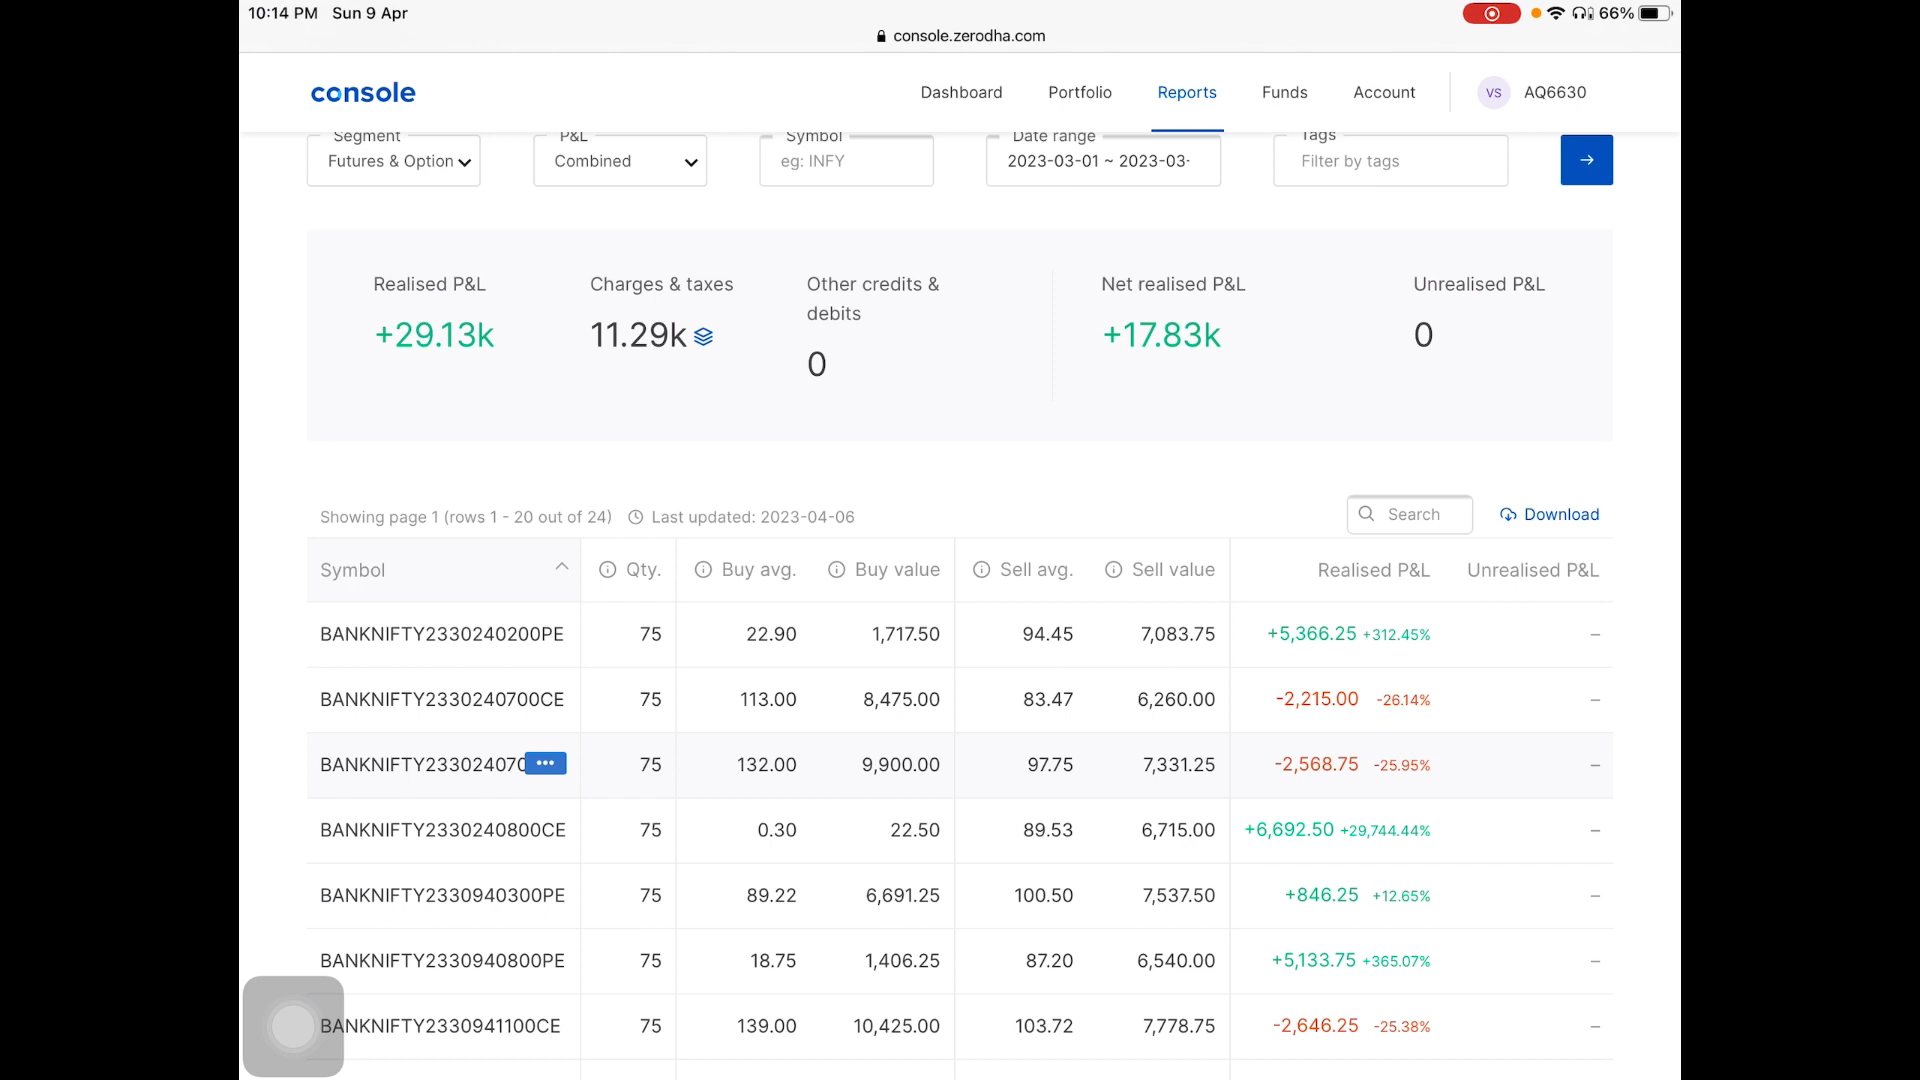 10:14 PM Sun 9 Apr 66%
console.zerodha.com
console Dashboard Portfolio Reports Funds Account VS AQ6630
Segment P&L Symbol Date range Tags
Futures & Option Combined eg: INFY 2023-03-01 ~ 2023-03- Filter by tags
Realised P&L Charges & taxes Other credits & debits Net realised P&L Unrealised P&L
+29.13k 11.29k 0 +17.83k 0
Showing page 1 (rows 1 - 20 out of 24) Last updated: 2023-04-06 Search Download
Symbol Qty. Buy avg. Buy value Sell avg. Sell value Realised P&L Unrealised P&L
BANKNIFTY2330240200PE 75 22.90 1,717.50 94.45 7,083.75 +5,366.25 +312.45% –
BANKNIFTY2330240700CE 75 113.00 8,475.00 83.47 6,260.00 -2,215.00 -26.14% –
BANKNIFTY233024070 ••• 75 132.00 9,900.00 97.75 7,331.25 -2,568.75 -25.95% –
BANKNIFTY2330240800CE 75 0.30 22.50 89.53 6,715.00 +6,692.50 +29,744.44% –
BANKNIFTY2330940300PE 75 89.22 6,691.25 100.50 7,537.50 +846.25 +12.65% –
BANKNIFTY2330940800PE 75 18.75 1,406.25 87.20 6,540.00 +5,133.75 +365.07% –
BANKNIFTY2330941100CE 75 139.00 10,425.00 103.72 7,778.75 -2,646.25 -25.38% –